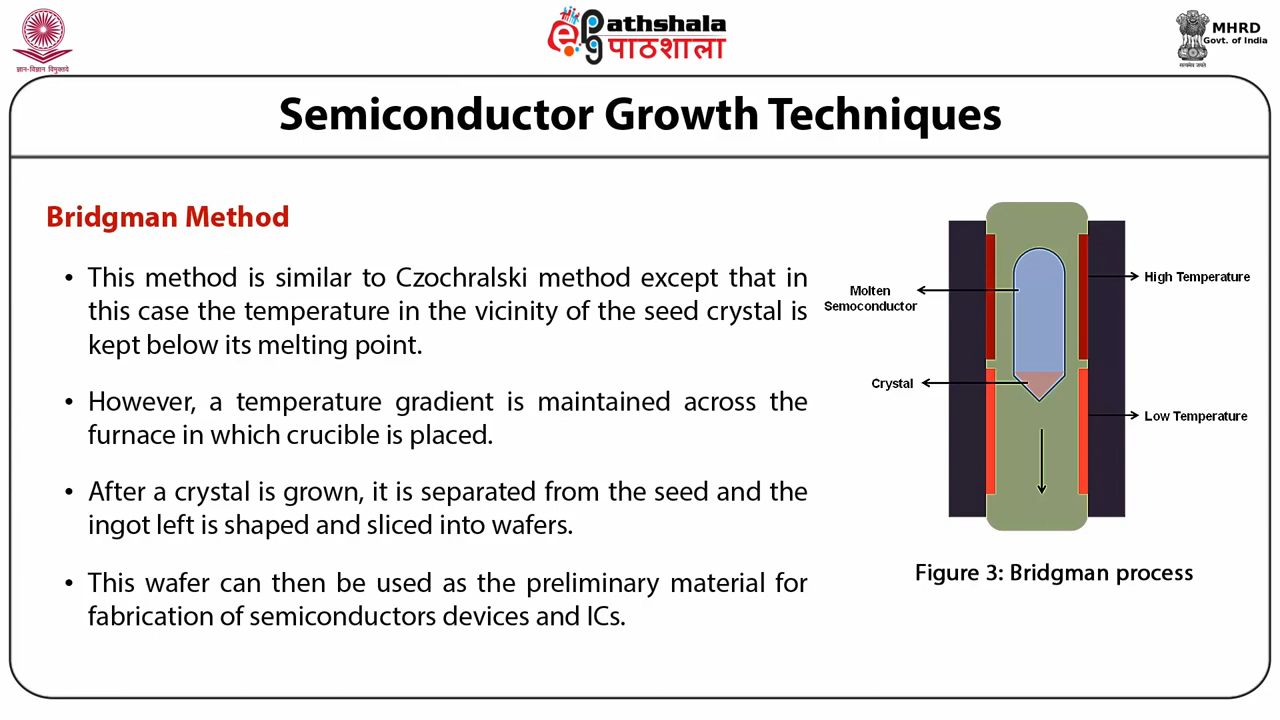 ज्ञान-विज्ञान विमुक्तये
ePathshala
पाठशाला
MHRD
Govt. of India
सत्यमेव जयते
Semiconductor Growth Techniques
Bridgman Method
• This method is similar to Czochralski method except that in
this case the temperature in the vicinity of the seed crystal is
kept below its melting point.
• However, a temperature gradient is maintained across the
furnace in which crucible is placed.
• After a crystal is grown, it is separated from the seed and the
ingot left is shaped and sliced into wafers.
• This wafer can then be used as the preliminary material for
fabrication of semiconductors devices and ICs.
Molten
Semoconductor
Crystal
High Temperature
Low Temperature
Figure 3: Bridgman process